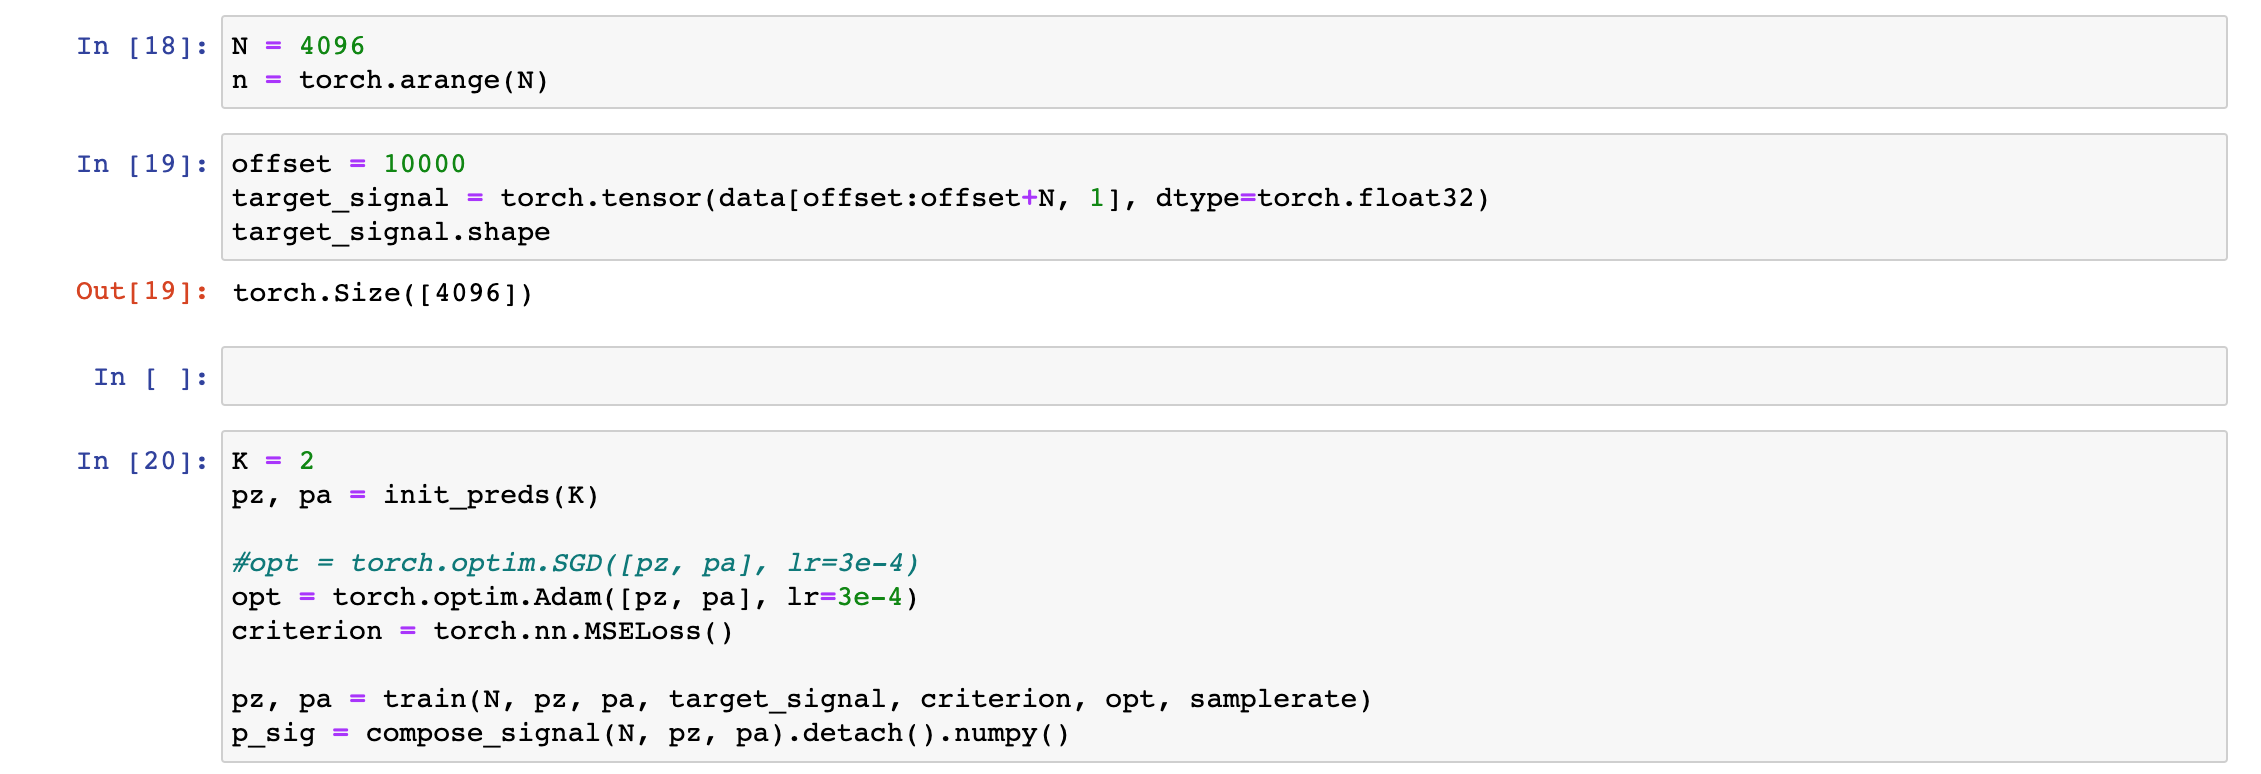 In [18]: N = 4096
n = torch.arange(N)
In [19]: offset = 10000
target_signal = torch.tensor(data[offset:offset+N, 1], dtype=torch.float32)
target_signal.shape
Out[19]: torch.Size([4096])
In [ ]:
In [20]: K = 2
pz, pa = init_preds(K)
#opt = torch.optim.SGD([pz, pa], lr=3e-4)
opt = torch.optim.Adam([pz, pa], lr=3e-4)
criterion = torch.nn.MSELoss()
pz, pa = train(N, pz, pa, target_signal, criterion, opt, samplerate)
p_sig = compose_signal(N, pz, pa).detach().numpy()